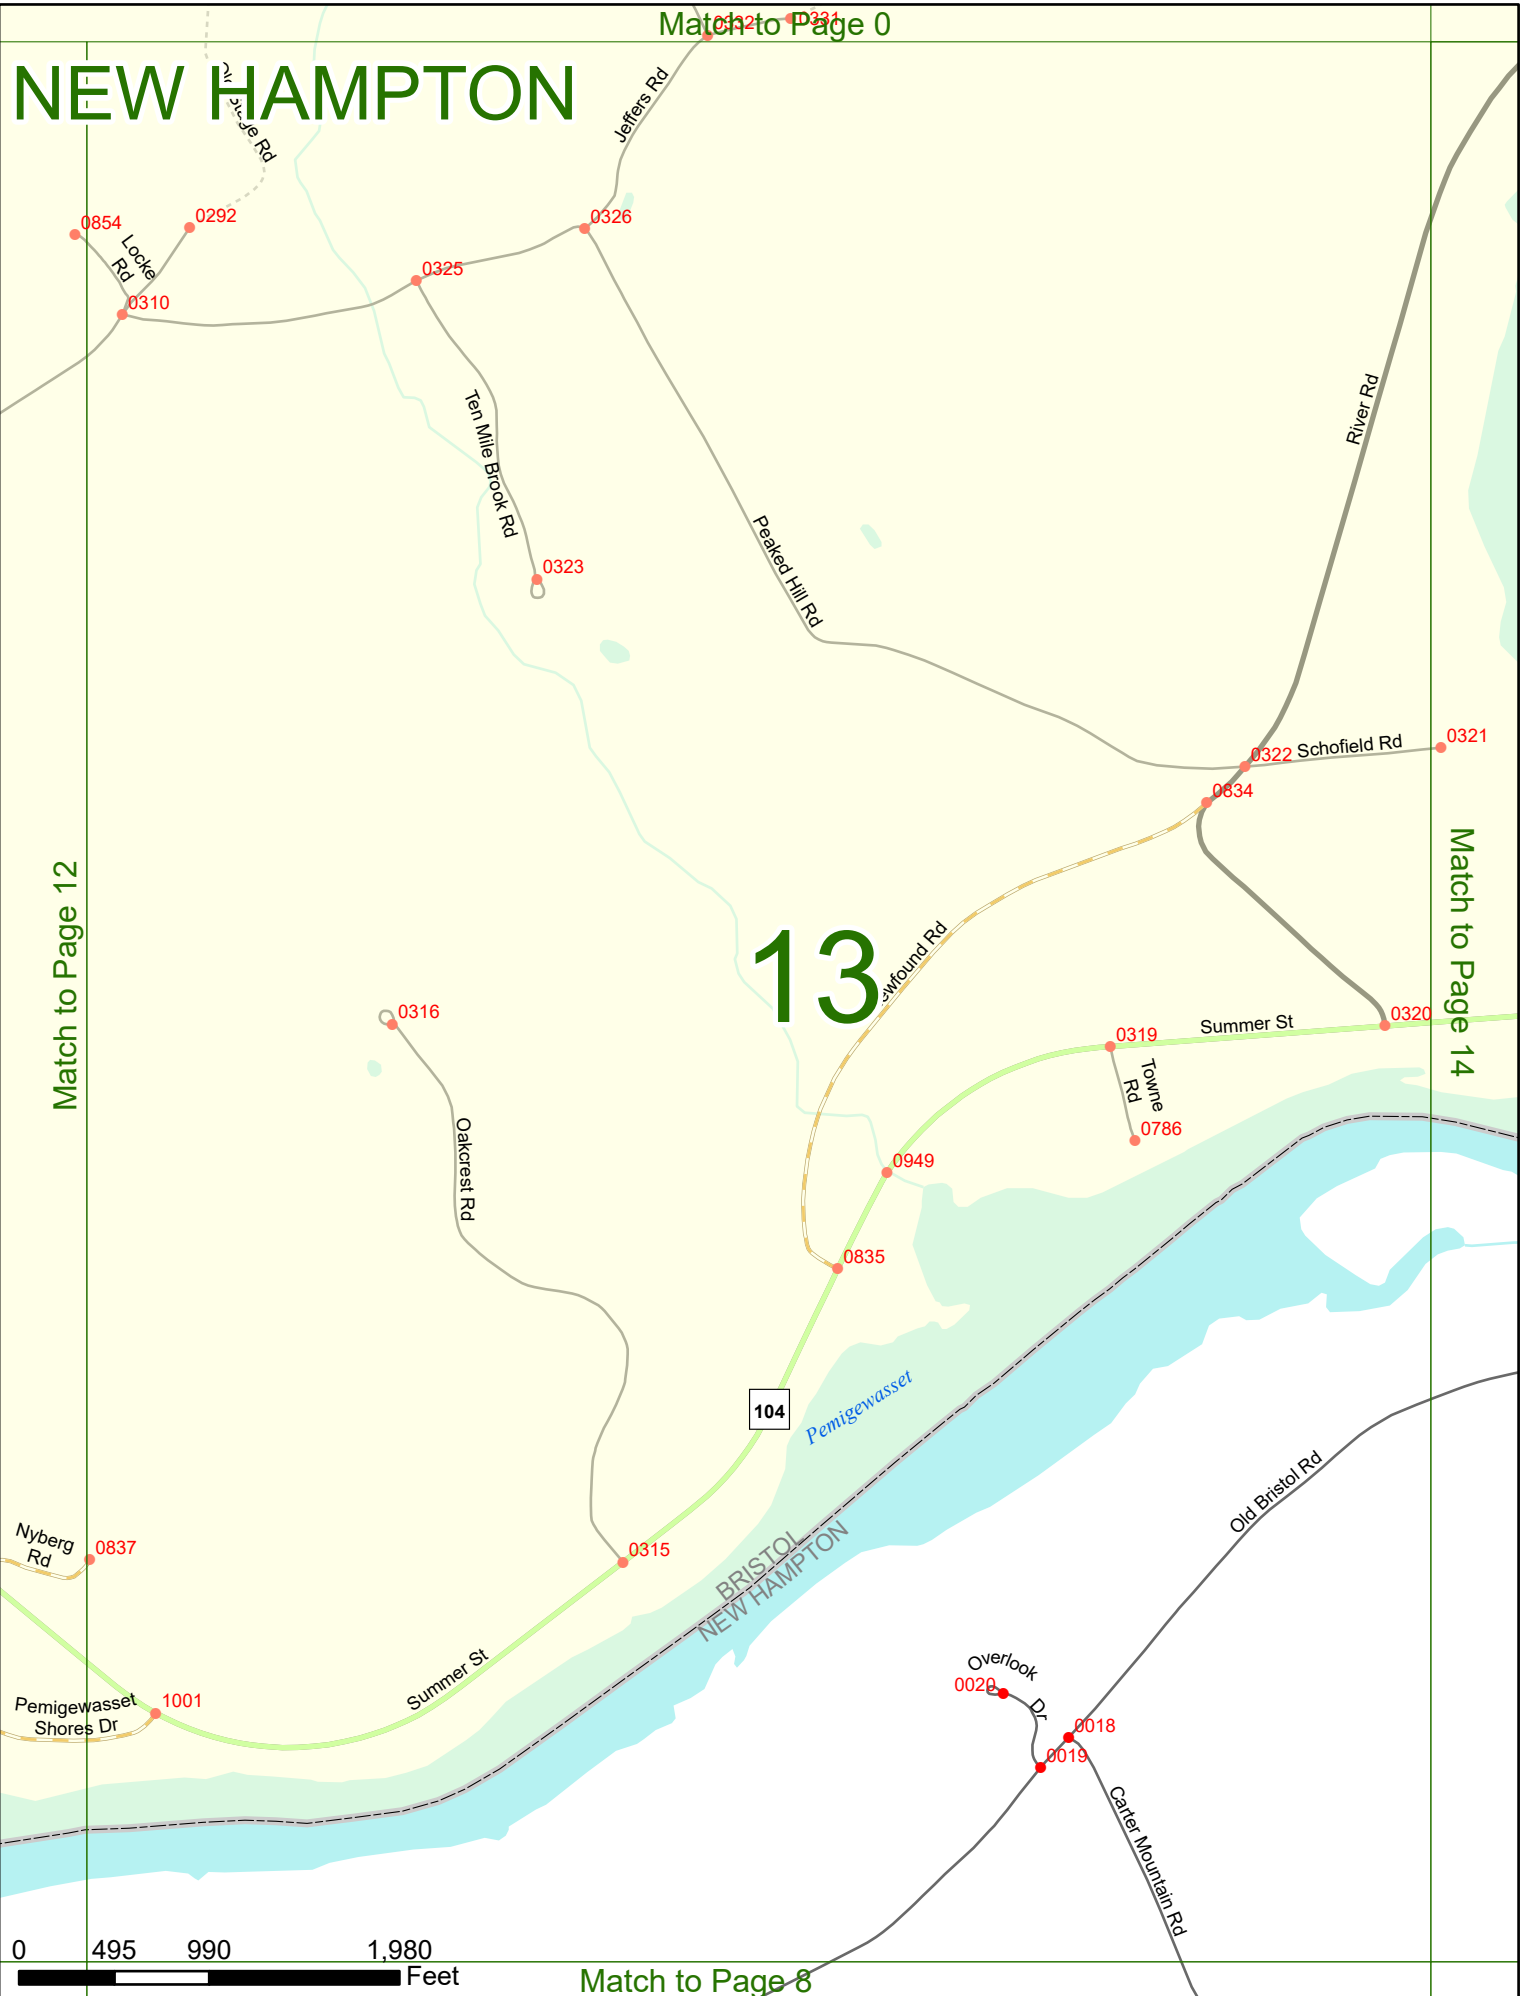 Match to Page 0
0332
0331
NEW HAMPTON
Rd
Jeffers Rd
0854
0292
Locke
Rd
0326
0325
0310
River Rd
Ten Mile Brook Rd
Peaked Hill Rd
0323
0322
Schofield Rd
0321
0834
Match to Page 12
Match to Page 14
13
0316
0319
Summer St
0320
Towne
Rd
0786
Oakcrest Rd
0949
0835
104
Pemigewasset
Old Bristol Rd
Nyberg
Rd
0837
0315
BRISTOL
NEW HAMPTON
Summer St
Overlook
Dr
0020
Pemigewasset
Shores Dr
1001
0018
0019
Carter Mountain Rd
0 495 990 1,980
Feet
Match to Page 8